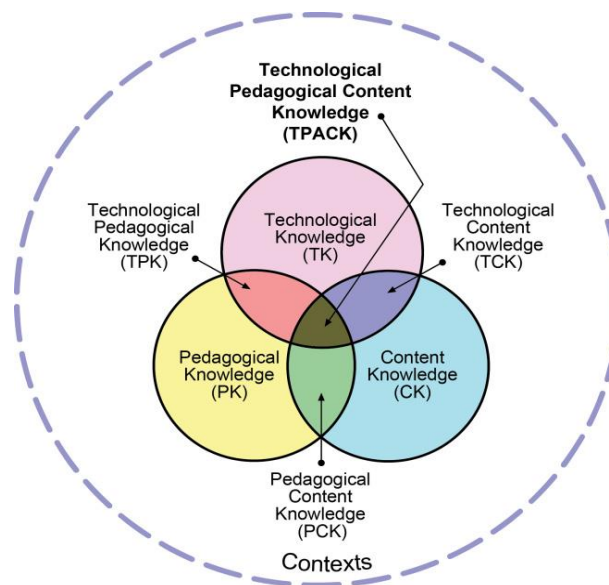 Technological
Pedagogical Content
Knowledge
(TPACK)
Technological
Pedagogical
Knowledge
(TPK)
Technological
Knowledge
(TK)
Technological
Content
Knowledge
(TCK)
Pedagogical
Knowledge
(PK)
Content
Knowledge
(CK)
Pedagogical
Content
Knowledge
(PCK)
Contexts